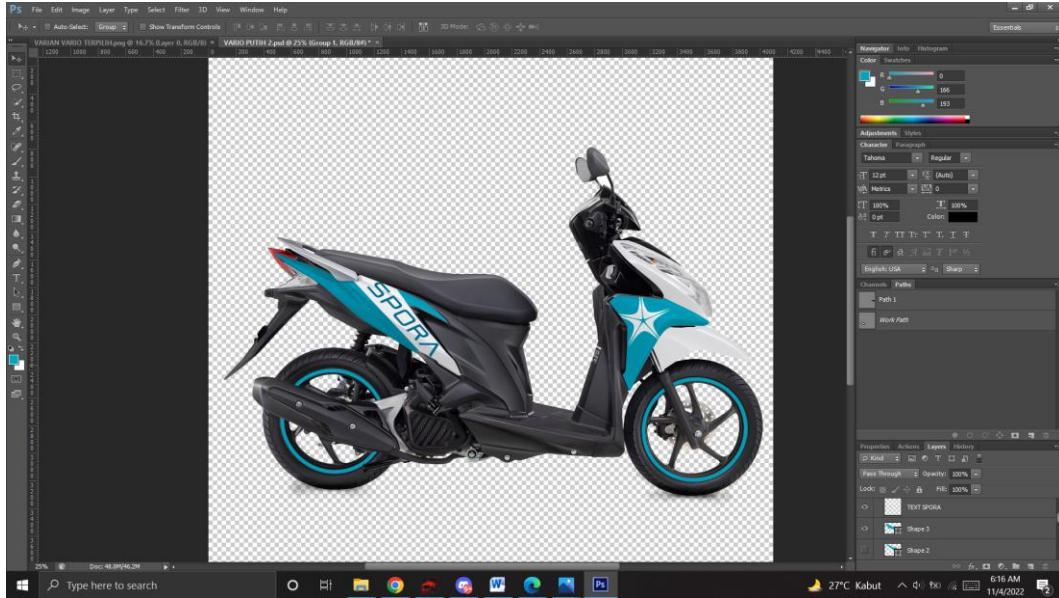 Ps File Edit Image Layer Type Select Filter 3D View Window Help
Auto-Select: Group Show Transform Controls 3D Mode: Essentials
VARIAN VARIO TERPILIH.png @ 16.7% (Layer 0, RGB/8) × VARIO PUTIH 2.psd @ 25% (Group 1, RGB/8#) * ×
Navigator Info Histogram
Color Swatches
R 0
G 166
B 193
Adjustments Styles
Character Paragraph
Tahoma Regular
12 pt (Auto)
Metrics 0
100% 100%
0 pt Color:
English: USA Sharp
Channels Paths
Path 1
Work Path
SPORA
Properties Actions Layers History
Kind
Pass Through Opacity: 100%
Lock: Fill: 100%
TEXT SPORA
Shape 3
Shape 2
25% Doc: 46.8M/46.2M
Type here to search
27°C Kabut
6:16 AM
11/4/2022